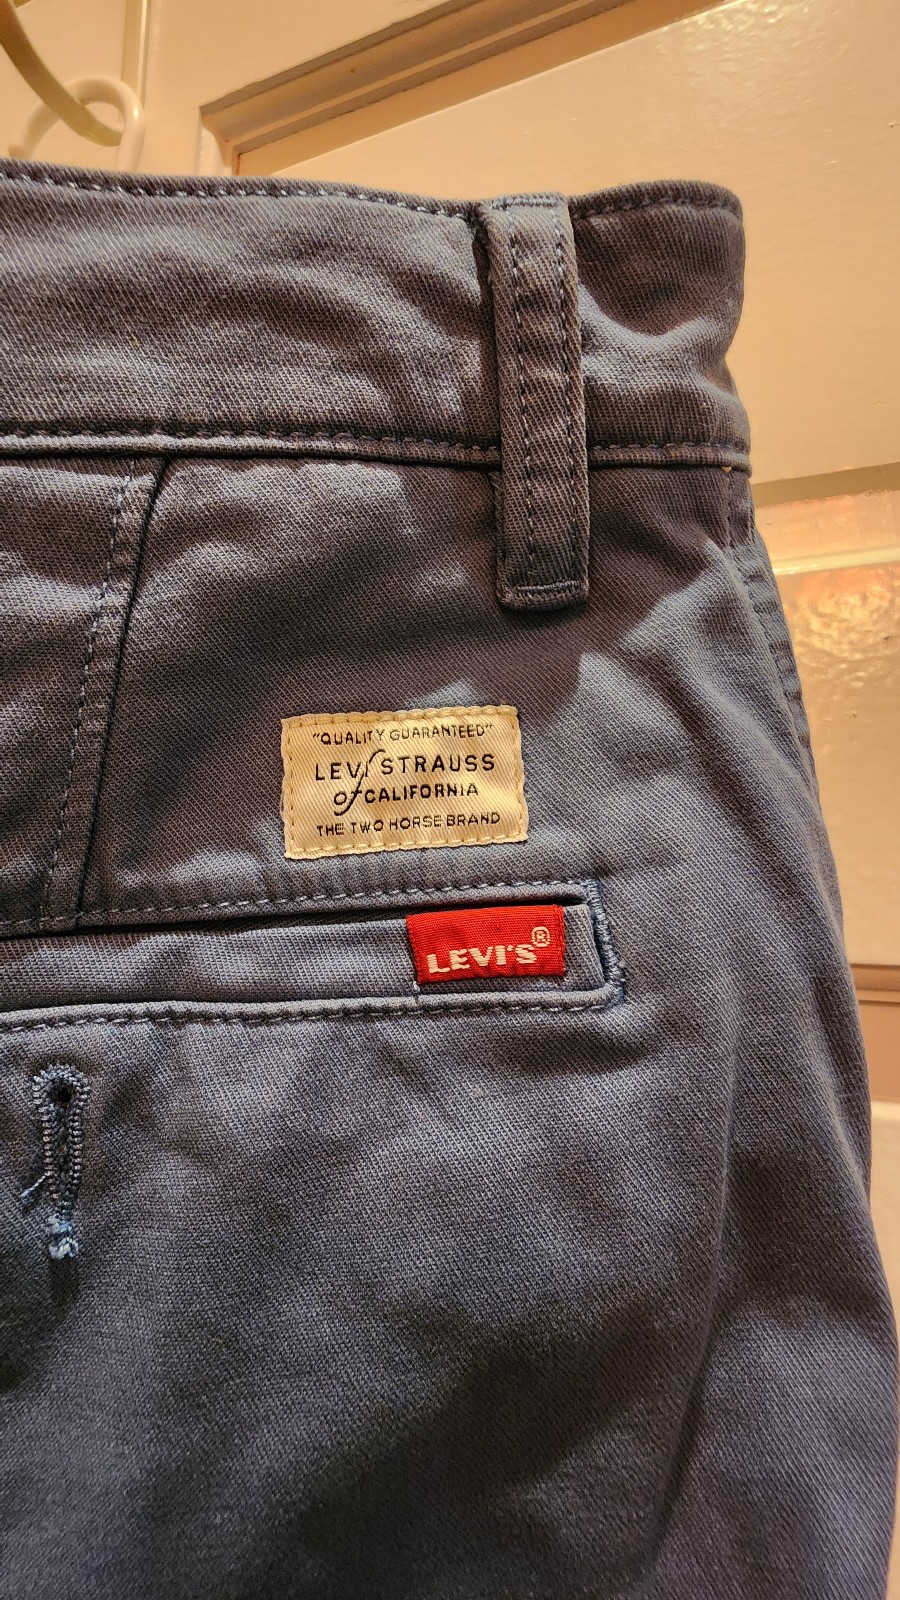 "QUALITY GUARANTEED"
LEVI STRAUSS
of CALIFORNIA
THE TWO HORSE BRAND
LEVI'S®